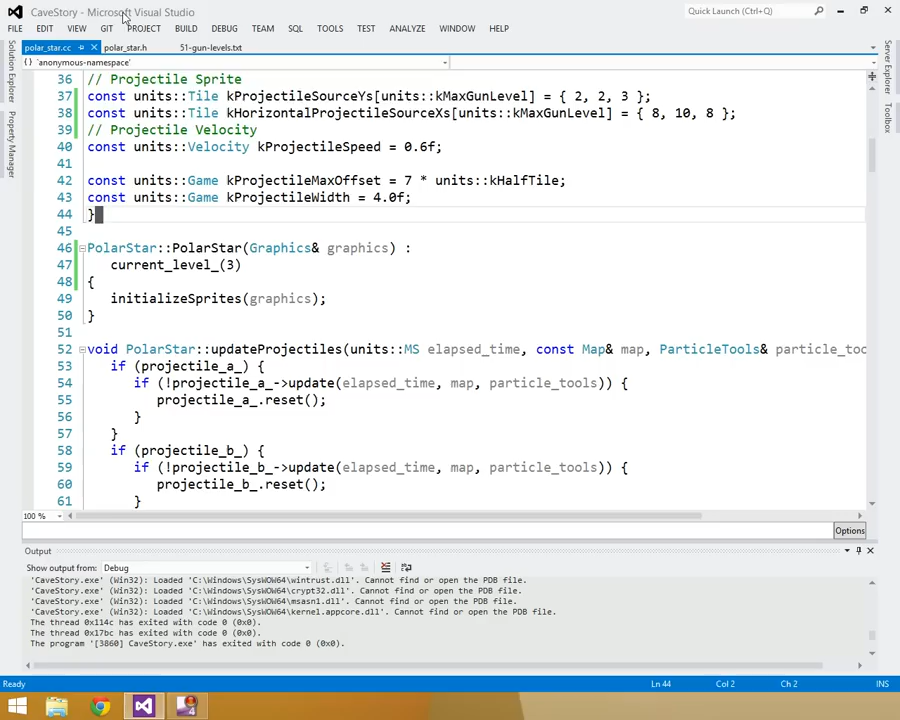 CaveStory - Microsoft Visual Studio
Quick Launch (Ctrl+Q)
FILE EDIT VIEW GIT PROJECT BUILD DEBUG TEAM SQL TOOLS TEST ANALYZE WINDOW HELP
polar_star.cc polar_star.h 51-gun-levels.txt
{ } `anonymous-namespace'
Solution Explorer
Property Manager
Server Explorer
Toolbox
36 // Projectile Sprite
37 const units::Tile kProjectileSourceYs[units::kMaxGunLevel] = { 2, 2, 3 };
38 const units::Tile kHorizontalProjectileSourceXs[units::kMaxGunLevel] = { 8, 10, 8 };
39 // Projectile Velocity
40 const units::Velocity kProjectileSpeed = 0.6f;
41
42 const units::Game kProjectileMaxOffset = 7 * units::kHalfTile;
43 const units::Game kProjectileWidth = 4.0f;
44 }
45
46 PolarStar::PolarStar(Graphics& graphics) :
47 current_level_(3)
48 {
49 initializeSprites(graphics);
50 }
51
52 void PolarStar::updateProjectiles(units::MS elapsed_time, const Map& map, ParticleTools& particle_too
53 if (projectile_a_) {
54 if (!projectile_a_->update(elapsed_time, map, particle_tools)) {
55 projectile_a_.reset();
56 }
57 }
58 if (projectile_b_) {
59 if (!projectile_b_->update(elapsed_time, map, particle_tools)) {
60 projectile_b_.reset();
61 }
100 %
Options
Output
Show output from: Debug
'CaveStory.exe' (Win32): Loaded 'C:\Windows\SysWOW64\wintrust.dll'. Cannot find or open the PDB file.
'CaveStory.exe' (Win32): Loaded 'C:\Windows\SysWOW64\crypt32.dll'. Cannot find or open the PDB file.
'CaveStory.exe' (Win32): Loaded 'C:\Windows\SysWOW64\msasn1.dll'. Cannot find or open the PDB file.
'CaveStory.exe' (Win32): Loaded 'C:\Windows\SysWOW64\kernel.appcore.dll'. Cannot find or open the PDB file.
The thread 0x114c has exited with code 0 (0x0).
The thread 0x17bc has exited with code 0 (0x0).
The program '[3860] CaveStory.exe' has exited with code 0 (0x0).
Ready Ln 44 Col 2 Ch 2 INS